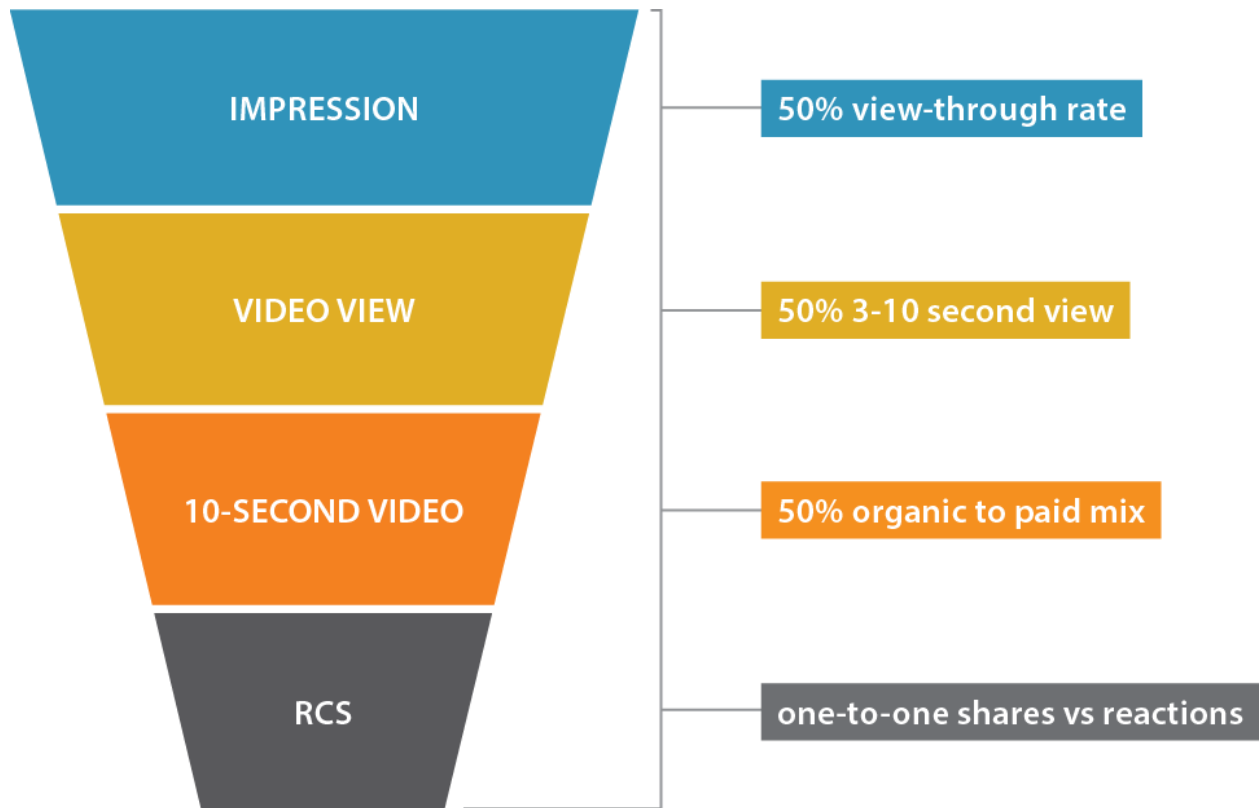 IMPRESSION
50% view-through rate
VIDEO VIEW
50% 3-10 second view
10-SECOND VIDEO
50% organic to paid mix
RCS
one-to-one shares vs reactions